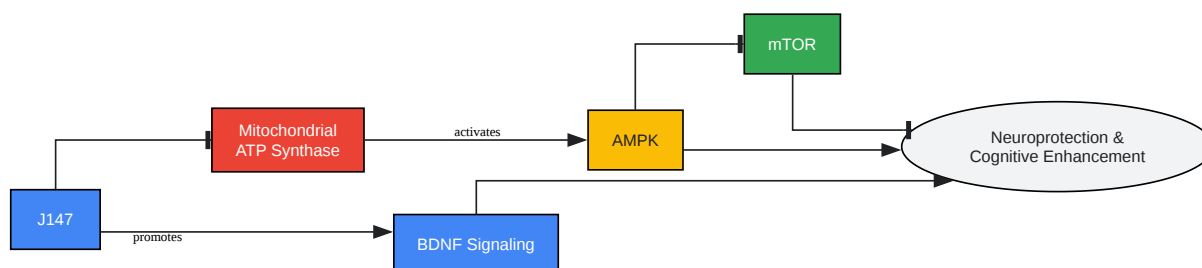 mTOR
Mitochondrial
ATP Synthase
activates
AMPK
Neuroprotection &
Cognitive Enhancement
J147
promotes
BDNF Signaling